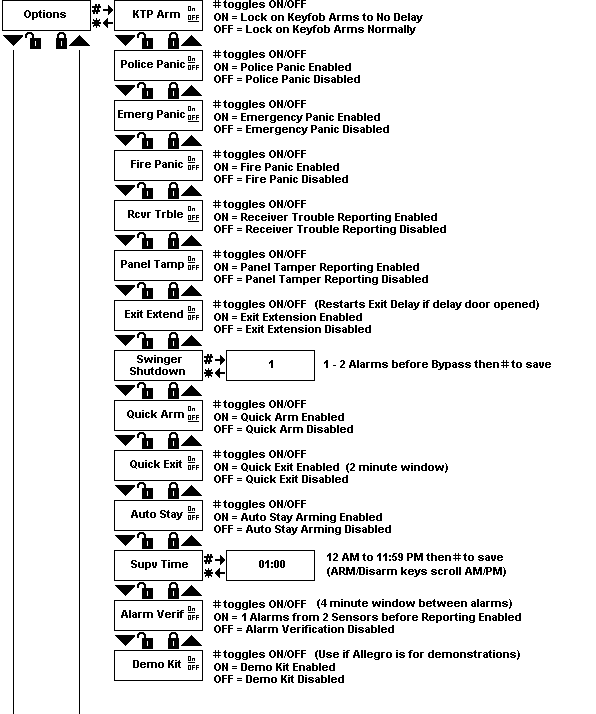 Options # KTP Arm On OFF # toggles ON/OFF
* ON = Lock on Keyfob Arms to No Delay
OFF = Lock on Keyfob Arms Normally
Police Panic On OFF # toggles ON/OFF
ON = Police Panic Enabled
OFF = Police Panic Disabled
Emerg Panic On OFF # toggles ON/OFF
ON = Emergency Panic Enabled
OFF = Emergency Panic Disabled
Fire Panic On OFF # toggles ON/OFF
ON = Fire Panic Enabled
OFF = Fire Panic Disabled
Rcvr Trble On OFF # toggles ON/OFF
ON = Receiver Trouble Reporting Enabled
OFF = Receiver Trouble Reporting Disabled
Panel Tamp On OFF # toggles ON/OFF
ON = Panel Tamper Reporting Enabled
OFF = Panel Tamper Reporting Disabled
Exit Extend On OFF # toggles ON/OFF (Restarts Exit Delay if delay door opened)
ON = Exit Extension Enabled
OFF = Exit Extension Disabled
Swinger # 1 1 - 2 Alarms before Bypass then # to save
Shutdown *
Quick Arm On OFF # toggles ON/OFF
ON = Quick Arm Enabled
OFF = Quick Arm Disabled
Quick Exit On OFF # toggles ON/OFF
ON = Quick Exit Enabled (2 minute window)
OFF = Quick Exit Disabled
Auto Stay On OFF # toggles ON/OFF
ON = Auto Stay Arming Enabled
OFF = Auto Stay Arming Disabled
Supv Time # 01:00 12 AM to 11:59 PM then # to save
* (ARM/Disarm keys scroll AM/PM)
Alarm Verif On OFF # toggles ON/OFF (4 minute window between alarms)
ON = 1 Alarms from 2 Sensors before Reporting Enabled
OFF = Alarm Verification Disabled
Demo Kit On OFF # toggles ON/OFF (Use if Allegro is for demonstrations)
ON = Demo Kit Enabled
OFF = Demo Kit Disabled